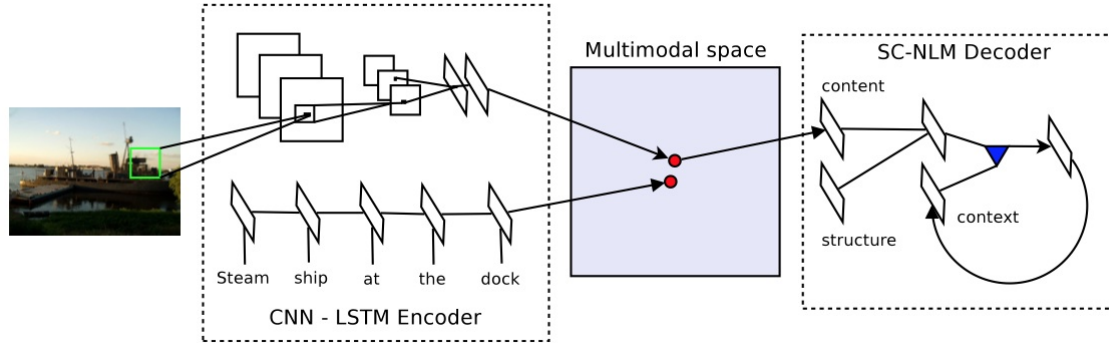 Steam ship at the dock
CNN - LSTM Encoder
Multimodal space
SC-NLM Decoder
content
structure
context